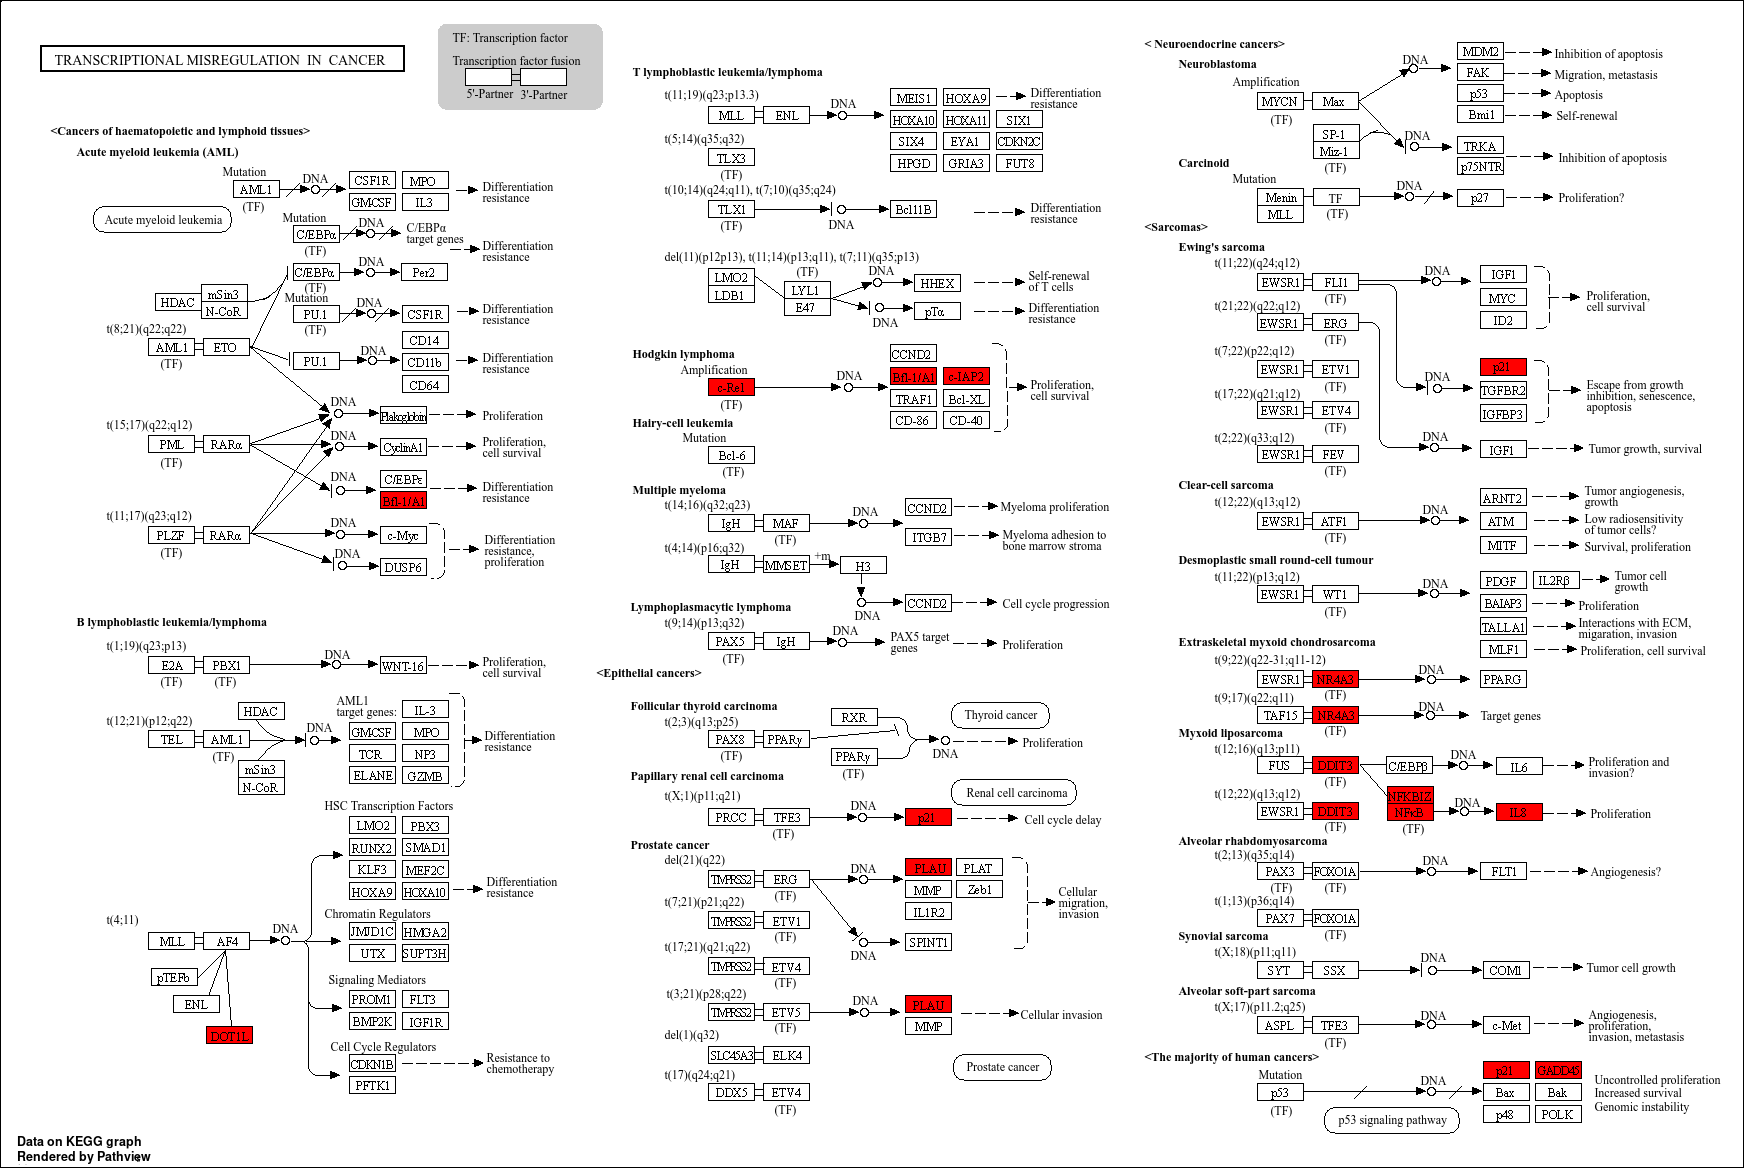 TRANSCRIPTIONAL MISREGULATION IN CANCER
TF: Transcription factor
Transcription factor fusion
5'-Partner 3'-Partner
<Cancers of haematopoietic and lymphoid tissues>
Acute myeloid leukemia (AML)
Mutation
AML1 DNA CSF1R MPO
(TF) GMCSF IL3
Differentiation
resistance
Acute myeloid leukemia
Mutation
C/EBPα DNA C/EBPα
target genes
(TF)
Differentiation
resistance
C/EBPα DNA Per2
(TF)
HDAC mSin3
N-CoR
Mutation
PU.1 DNA CSF1R
(TF)
Differentiation
resistance
t(8;21)(q22;q22)
AML1 ETO
(TF)
PU.1 DNA CD14
CD11b
CD64
Differentiation
resistance
DNA Plakoglobin Proliferation
t(15;17)(q22;q12)
PML RARα
(TF)
DNA CyclinA1 Proliferation,
cell survival
DNA C/EBPε
Bfl-1/A1
Differentiation
resistance
t(11;17)(q23;q12)
PLZF RARα
(TF)
DNA c-Myc
DNA DUSP6
Differentiation
resistance,
proliferation
B lymphoblastic leukemia/lymphoma
t(1;19)(q23;p13)
E2A PBX1 DNA WNT-16
(TF) (TF)
Proliferation,
cell survival
t(12;21)(p12;q22)
TEL AML1
(TF)
HDAC
mSin3
N-CoR
DNA
AML1
target genes:
IL-3
GMCSF MPO
TCR NP3
ELANE GZMB
Differentiation
resistance
HSC Transcription Factors
LMO2 PBX3
RUNX2 SMAD1
KLF3 MEF2C
HOXA9 HOXA10
Differentiation
resistance
t(4;11)
MLL AF4 DNA
pTEFb
ENL
DOT1L
Chromatin Regulators
JMJD1C HMGA2
UTX SUPT3H
Signaling Mediators
PROM1 FLT3
BMP2K IGF1R
Cell Cycle Regulators
CDKN1B
PFTK1
Resistance to
chemotherapy
T lymphoblastic leukemia/lymphoma
t(11;19)(q23;p13.3)
MLL ENL DNA
MEIS1 HOXA9
HOXA10 HOXA11 SIX1
SIX4 EYA1 CDKN2C
HPGD GRIA3 FUT8
Differentiation
resistance
t(5;14)(q35;q32)
TLX3
(TF)
t(10;14)(q24;q11), t(7;10)(q35;q24)
TLX1 DNA Bcl11B
(TF)
Differentiation
resistance
del(11)(p12p13), t(11;14)(p13;q11), t(7;11)(q35;p13)
LMO2
LDB1
(TF)
LYL1
E47
DNA HHEX
DNA pTα
Self-renewal
of T cells
Differentiation
resistance
Hodgkin lymphoma
Amplification
c-Rel DNA
(TF)
CCND2
Bfl-1/A1 c-IAP2
TRAF1 Bcl-XL
CD-86 CD-40
Proliferation,
cell survival
Hairy-cell leukemia
Mutation
Bcl-6
(TF)
Multiple myeloma
t(14;16)(q32;q23)
IgH MAF DNA CCND2
(TF) ITGB7
Myeloma proliferation
Myeloma adhesion to
bone marrow stroma
t(4;14)(p16;q32)
IgH MMSET +m H3
DNA CCND2 Cell cycle progression
Lymphoplasmacytic lymphoma
t(9;14)(p13;q32)
PAX5 IgH DNA PAX5 target
genes
(TF)
Proliferation
<Epithelial cancers>
Follicular thyroid carcinoma
t(2;3)(q13;p25)
PAX8 PPARγ
(TF) (TF)
RXR
PPARγ
(TF)
DNA
Thyroid cancer
Proliferation
Papillary renal cell carcinoma
t(X;1)(p11;q21)
PRCC TFE3 DNA p21
(TF)
Renal cell carcinoma
Cell cycle delay
Prostate cancer
del(21)(q22)
TMPRSS2 ERG DNA PLAU PLAT
(TF) MMP Zeb1
IL1R2
DNA SPINT1
Cellular
migration,
invasion
t(7;21)(p21;q22)
TMPRSS2 ETV1
(TF)
t(17;21)(q21;q22)
TMPRSS2 ETV4
(TF)
t(3;21)(p28;q22)
TMPRSS2 ETV5 DNA PLAU
(TF) MMP
Cellular invasion
del(1)(q32)
SLC45A3 ELK4
t(17)(q24;q21)
DDX5 ETV4
(TF)
Prostate cancer
< Neuroendocrine cancers>
Neuroblastoma
Amplification
MYCN Max
(TF)
SP-1
Miz-1
(TF)
DNA MDM2 Inhibition of apoptosis
FAK Migration, metastasis
p53 Apoptosis
Bmi1 Self-renewal
DNA TRKA
p75NTR
Inhibition of apoptosis
Carcinoid
Mutation
Menin TF DNA p27 Proliferation?
MLL (TF)
<Sarcomas>
Ewing's sarcoma
t(11;22)(q24;q12)
EWSR1 FLI1 DNA IGF1
(TF) MYC
ID2
Proliferation,
cell survival
t(21;22)(q22;q12)
EWSR1 ERG
(TF)
t(7;22)(p22;q12)
EWSR1 ETV1
(TF)
DNA p21
TGFBR2
IGFBP3
Escape from growth
inhibition, senescence,
apoptosis
t(17;22)(q21;q12)
EWSR1 ETV4
(TF)
t(2;22)(q33;q12)
EWSR1 FEV
(TF)
DNA IGF1 Tumor growth, survival
Clear-cell sarcoma
t(12;22)(q13;q12)
EWSR1 ATF1 DNA
(TF)
ARNT2 Tumor angiogenesis,
growth
ATM Low radiosensitivity
of tumor cells?
MITF Survival, proliferation
Desmoplastic small round-cell tumour
t(11;22)(p13;q12)
EWSR1 WT1 DNA
(TF)
PDGF IL2Rβ Tumor cell
growth
BAIAP3 Proliferation
TALLA1 Interactions with ECM,
migaration, invasion
MLF1 Proliferation, cell survival
Extraskeletal myxoid chondrosarcoma
t(9;22)(q22-31;q11-12)
EWSR1 NR4A3 DNA PPARG
(TF)
t(9;17)(q22;q11)
TAF15 NR4A3 DNA Target genes
(TF)
Myxoid liposarcoma
t(12;16)(q13;p11)
FUS DDIT3 C/EBPβ DNA IL6
(TF)
Proliferation and
invasion?
t(12;22)(q13;q12)
EWSR1 DDIT3
(TF)
NFKBIZ
NFκB DNA IL8 Proliferation
(TF)
Alveolar rhabdomyosarcoma
t(2;13)(q35;q14)
PAX3 FOXO1A DNA FLT1 Angiogenesis?
(TF) (TF)
t(1;13)(p36;q14)
PAX7 FOXO1A
(TF)
Synovial sarcoma
t(X;18)(p11;q11)
SYT SSX DNA COM1 Tumor cell growth
(TF)
Alveolar soft-part sarcoma
t(X;17)(p11.2;q25)
ASPL TFE3 DNA c-Met
(TF)
Angiogenesis,
proliferation,
invasion, metastasis
<The majority of human cancers>
Mutation
p53 DNA
(TF)
p21 GADD45
Bax Bak
p48 POLK
Uncontrolled proliferation
Increased survival
Genomic instability
p53 signaling pathway
Data on KEGG graph
Rendered by Pathview